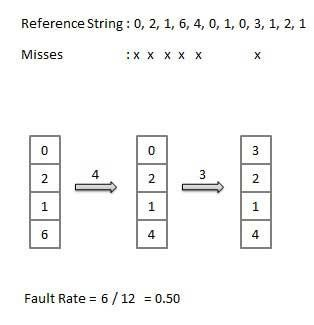 Reference String : 0, 2, 1, 6, 4, 0, 1, 0, 3, 1, 2, 1
Misses : x x x x x x
4 3
0 0 3
2 2 2
1 1 1
6 4 4
Fault Rate = 6 / 12 = 0.50